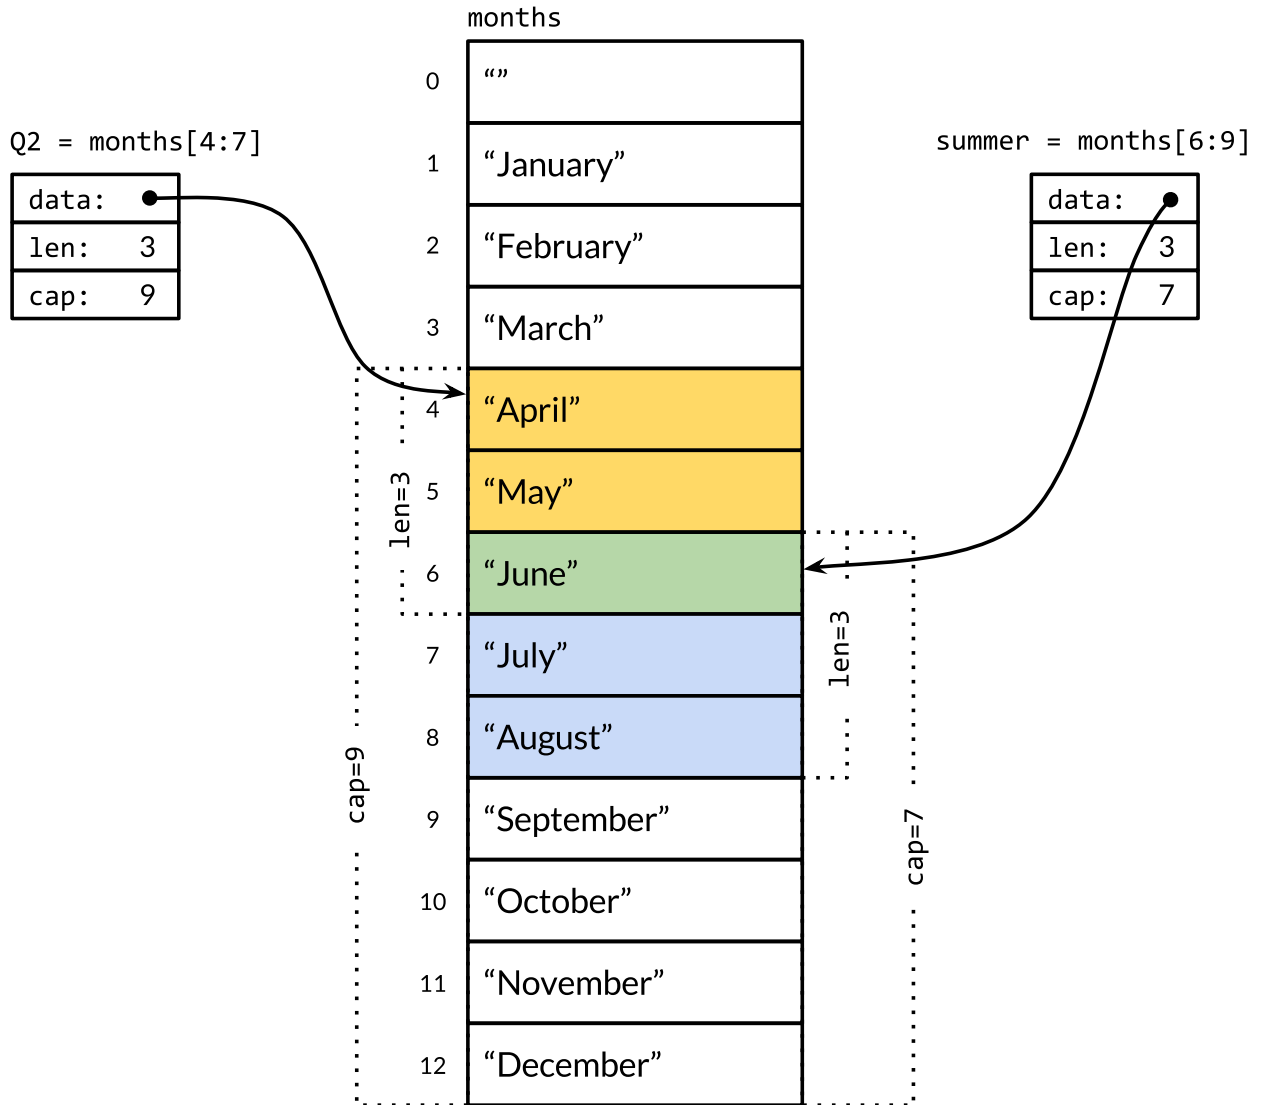 months
0 “”
Q2 = months[4:7]
data:
len: 3
cap: 9
summer = months[6:9]
data:
len: 3
cap: 7
1 “January”
2 “February”
3 “March”
4 “April”
5 “May”
6 “June”
7 “July”
8 “August”
9 “September”
10 “October”
11 “November”
12 “December”
len=3
cap=9
len=3
cap=7